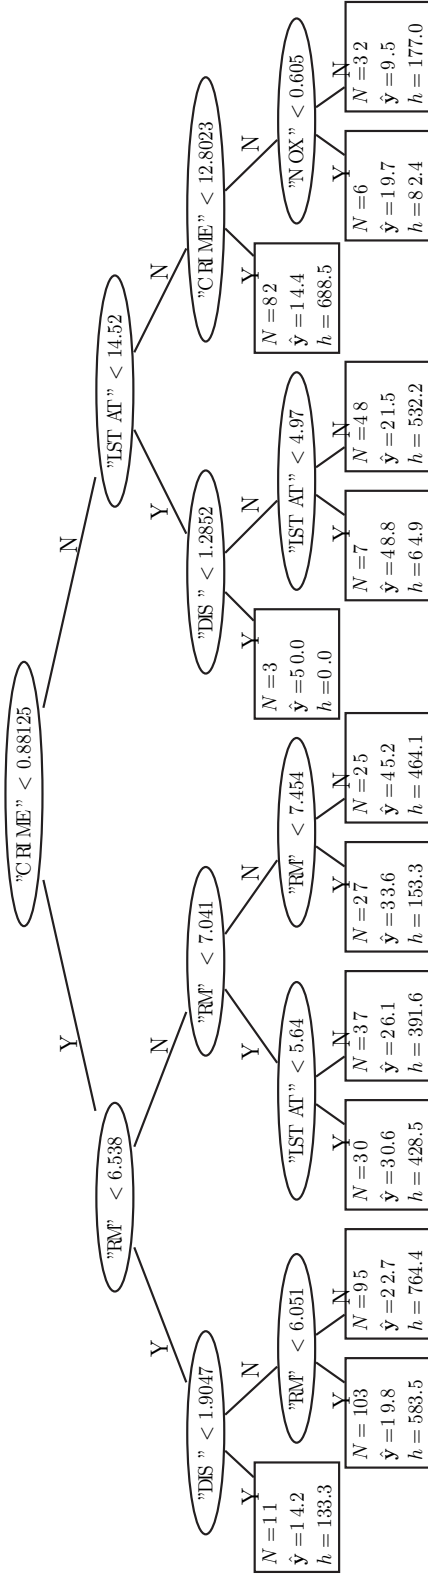 "CRIME" < 0.88125
Y
N
"RM" < 6.538
"LSTAT" < 14.52
Y
N
Y
N
"DIS" < 1.9047
"RM" < 7.041
"DIS" < 1.2852
"CRIME" < 12.8023
Y
N
Y
N
Y
N
Y
N
N =11
ŷ =14.2
h =133.3
"RM" < 6.051
"LSTAT" < 5.64
"RM" < 7.454
N =3
ŷ =50.0
h =0.0
"LSTAT" < 4.97
N =82
ŷ =14.4
h = 688.5
"NOX" < 0.605
Y
N
Y
N
Y
N
Y
N
Y
N
N = 103
ŷ =19.8
h =583.5
N =95
ŷ =22.7
h = 764.4
N =30
ŷ =30.6
h = 428.5
N =37
ŷ =26.1
h =391.6
N =27
ŷ =33.6
h =153.3
N =25
ŷ =45.2
h = 464.1
N =7
ŷ =48.8
h =64.9
N =48
ŷ =21.5
h = 532.2
N =6
ŷ =19.7
h =82.4
N =32
ŷ =9.5
h =177.0